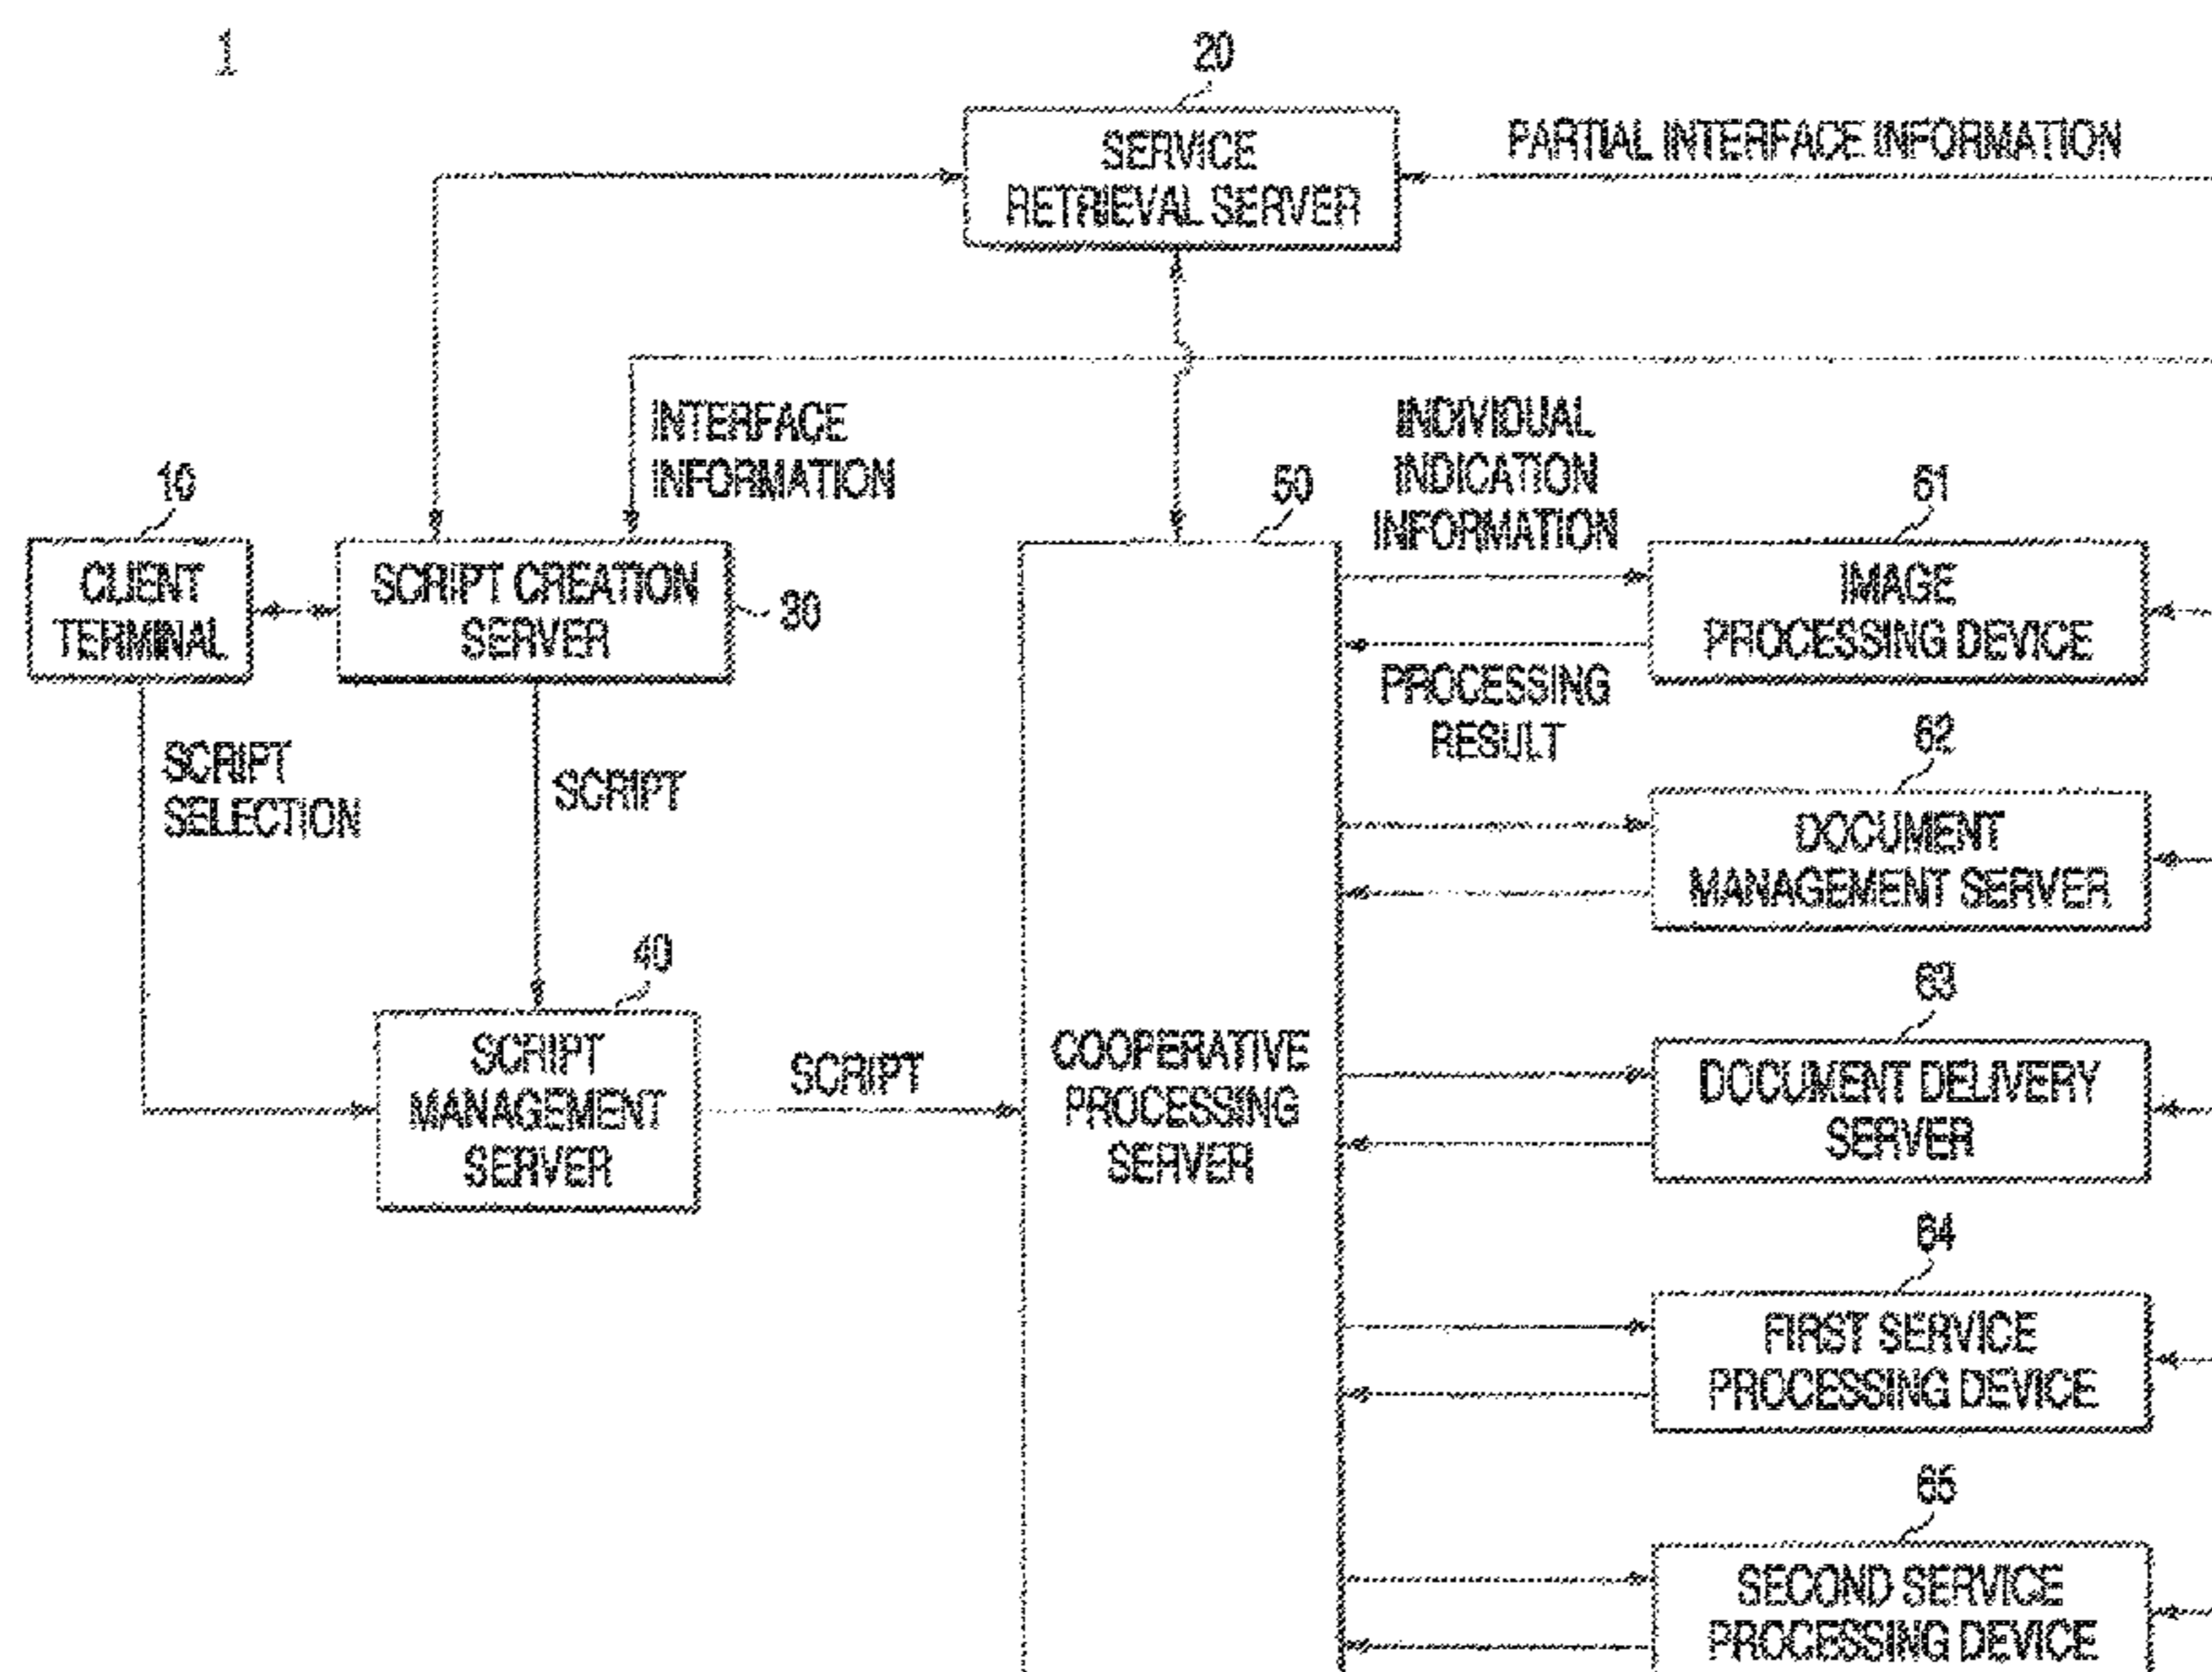 1
20
SERVICE
RETRIEVAL SERVER
PARTIAL INTERFACE INFORMATION
INTERFACE
INFORMATION
INDIVIDUAL
INDICATION
INFORMATION
10
CLIENT
TERMINAL
SCRIPT CREATION
SERVER
30
50
61
IMAGE
PROCESSING DEVICE
PROCESSING
RESULT
SCRIPT
SELECTION
SCRIPT
62
DOCUMENT
MANAGEMENT SERVER
40
SCRIPT
MANAGEMENT
SERVER
SCRIPT
COOPERATIVE
PROCESSING
SERVER
63
DOCUMENT DELIVERY
SERVER
64
FIRST SERVICE
PROCESSING DEVICE
65
SECOND SERVICE
PROCESSING DEVICE